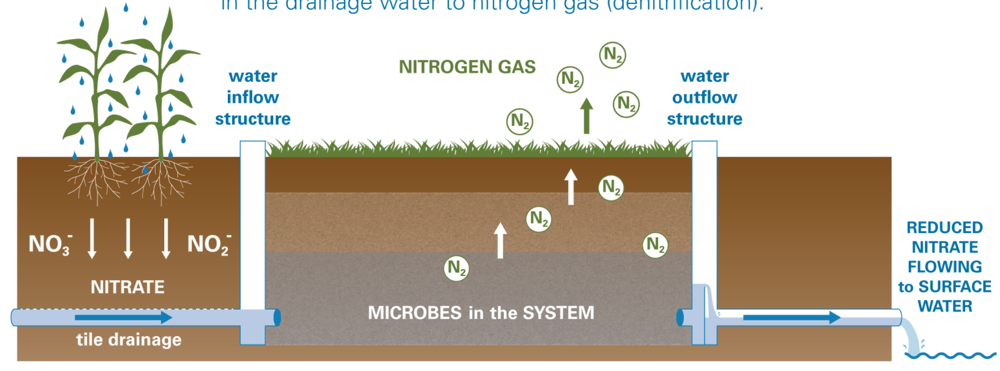 in the drainage water to nitrogen gas (denitrification).
NITROGEN GAS
N₂
N₂
N₂
N₂
water
inflow
structure
water
outflow
structure
N₂
N₂
N₂
N₂
NO₃⁻
NO₂⁻
NITRATE
tile drainage
MICROBES in the SYSTEM
REDUCED
NITRATE
FLOWING
to SURFACE
WATER